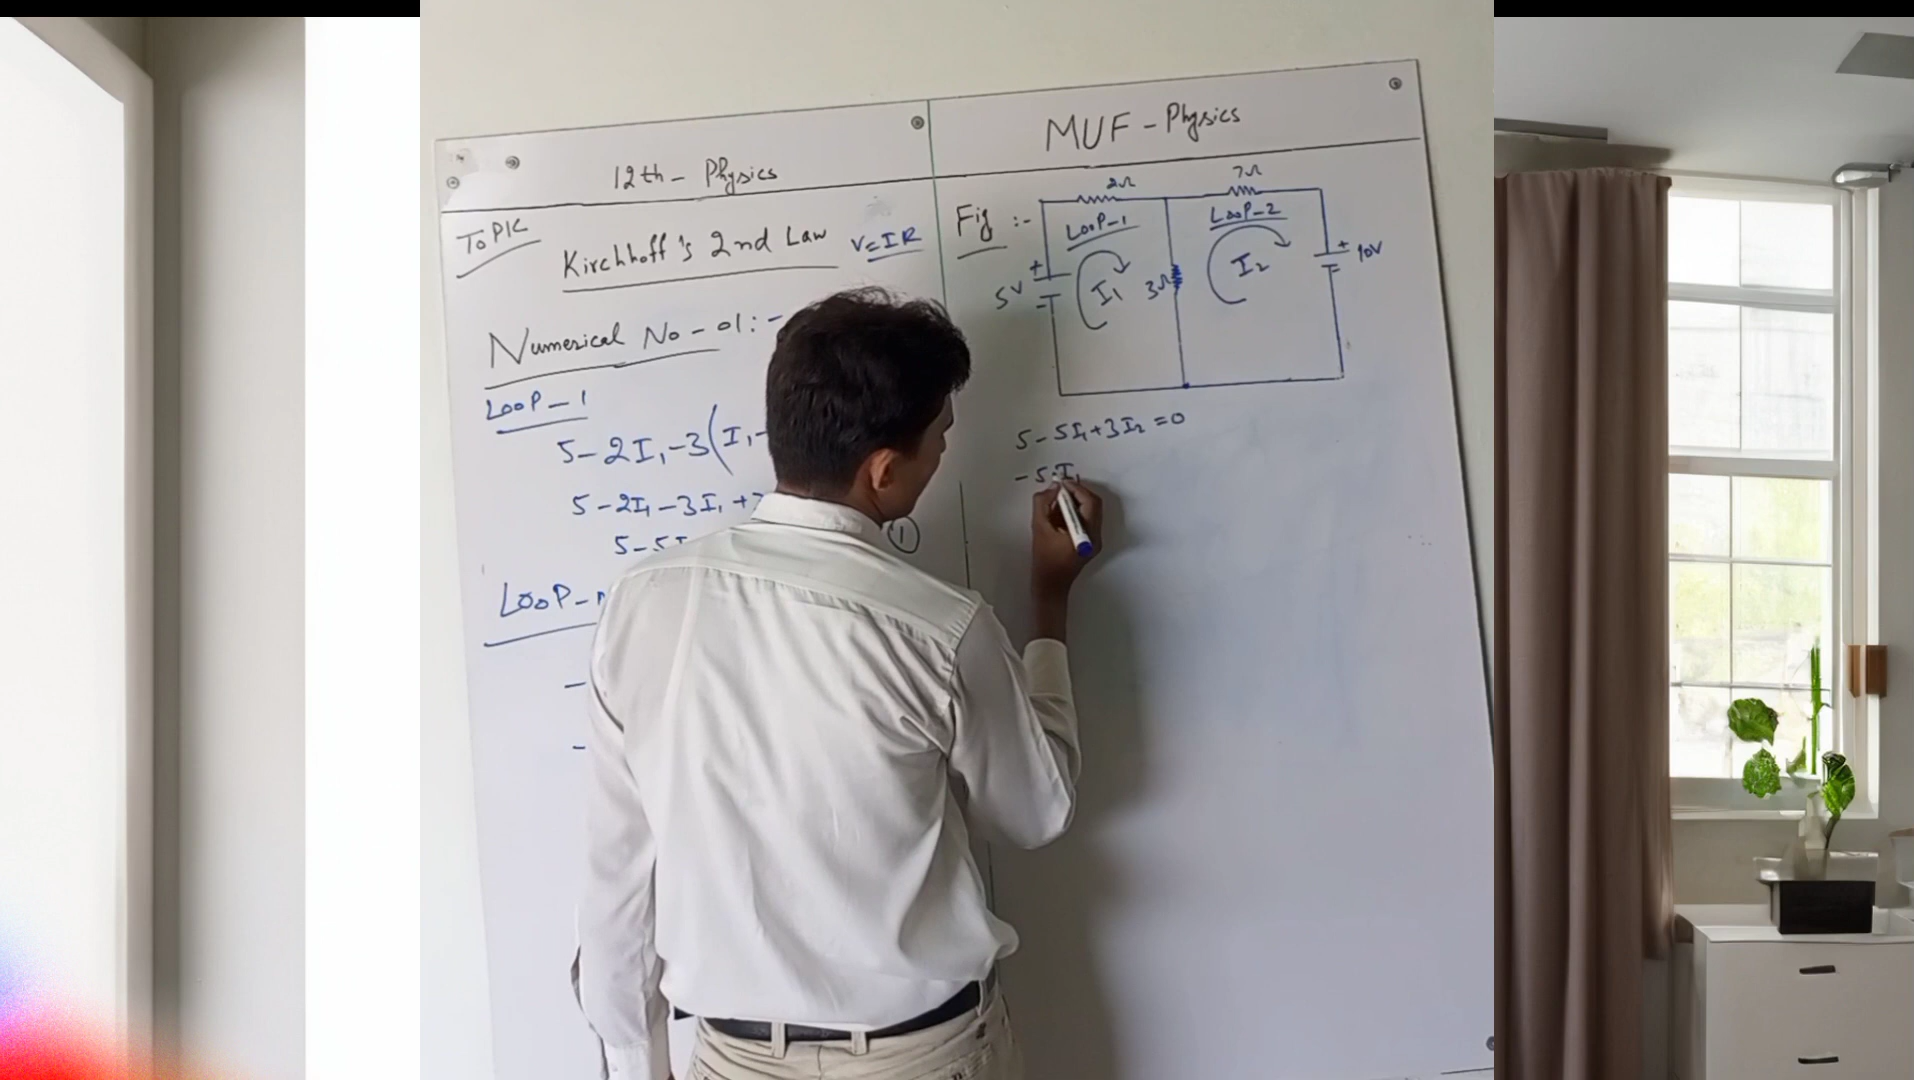 12th - Physics
TOPIC
Kirchhoff's 2nd Law V=IR
Numerical No - 01:-
LOOP-1
5-2I₁-3(I₁-
5-2I₁-3I₁+
5-5I
1
LOOP-
-
-
MUF - Physics
Fig :-
2Ω 7Ω
LOOP-1 LOOP-2
+ 5V - I₁ 3Ω I₂ + 10V -
5-5I₁+3I₂=0
-5I₁